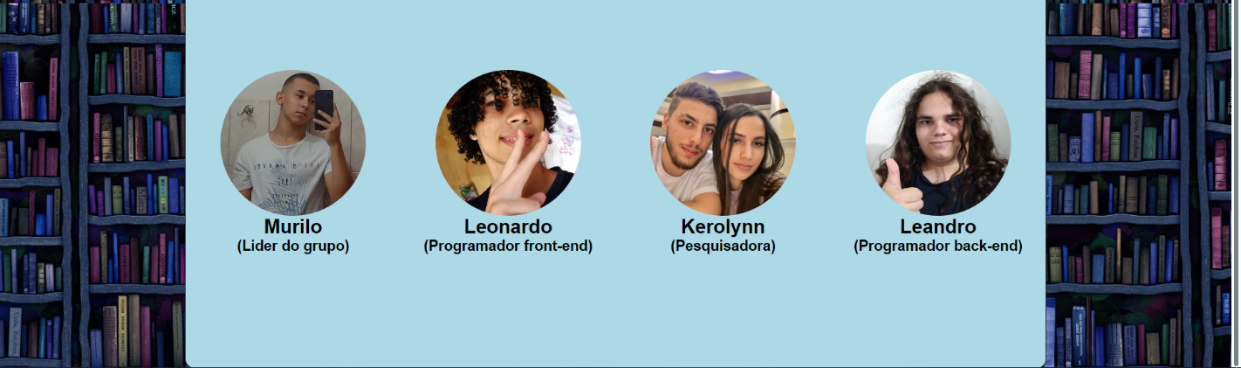 Murilo
(Lider do grupo)
Leonardo
(Programador front-end)
Kerolynn
(Pesquisadora)
Leandro
(Programador back-end)